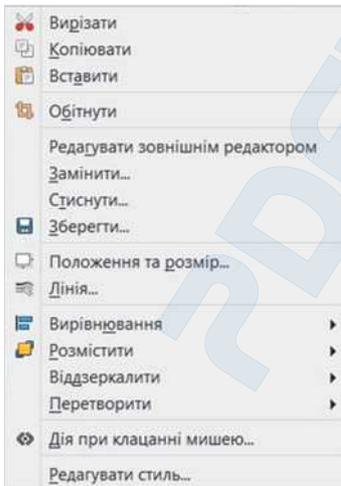 Вирізати
Копіювати
Вставити
Обітнути
Редагувати зовнішнім редактором
Замінити...
Стиснути...
Зберегти...
Положення та розмір...
Лінія...
Вирівнювання
Розмістити
Віддзеркалити
Перетворити
Дія при клацанні мишею...
Редагувати стиль...